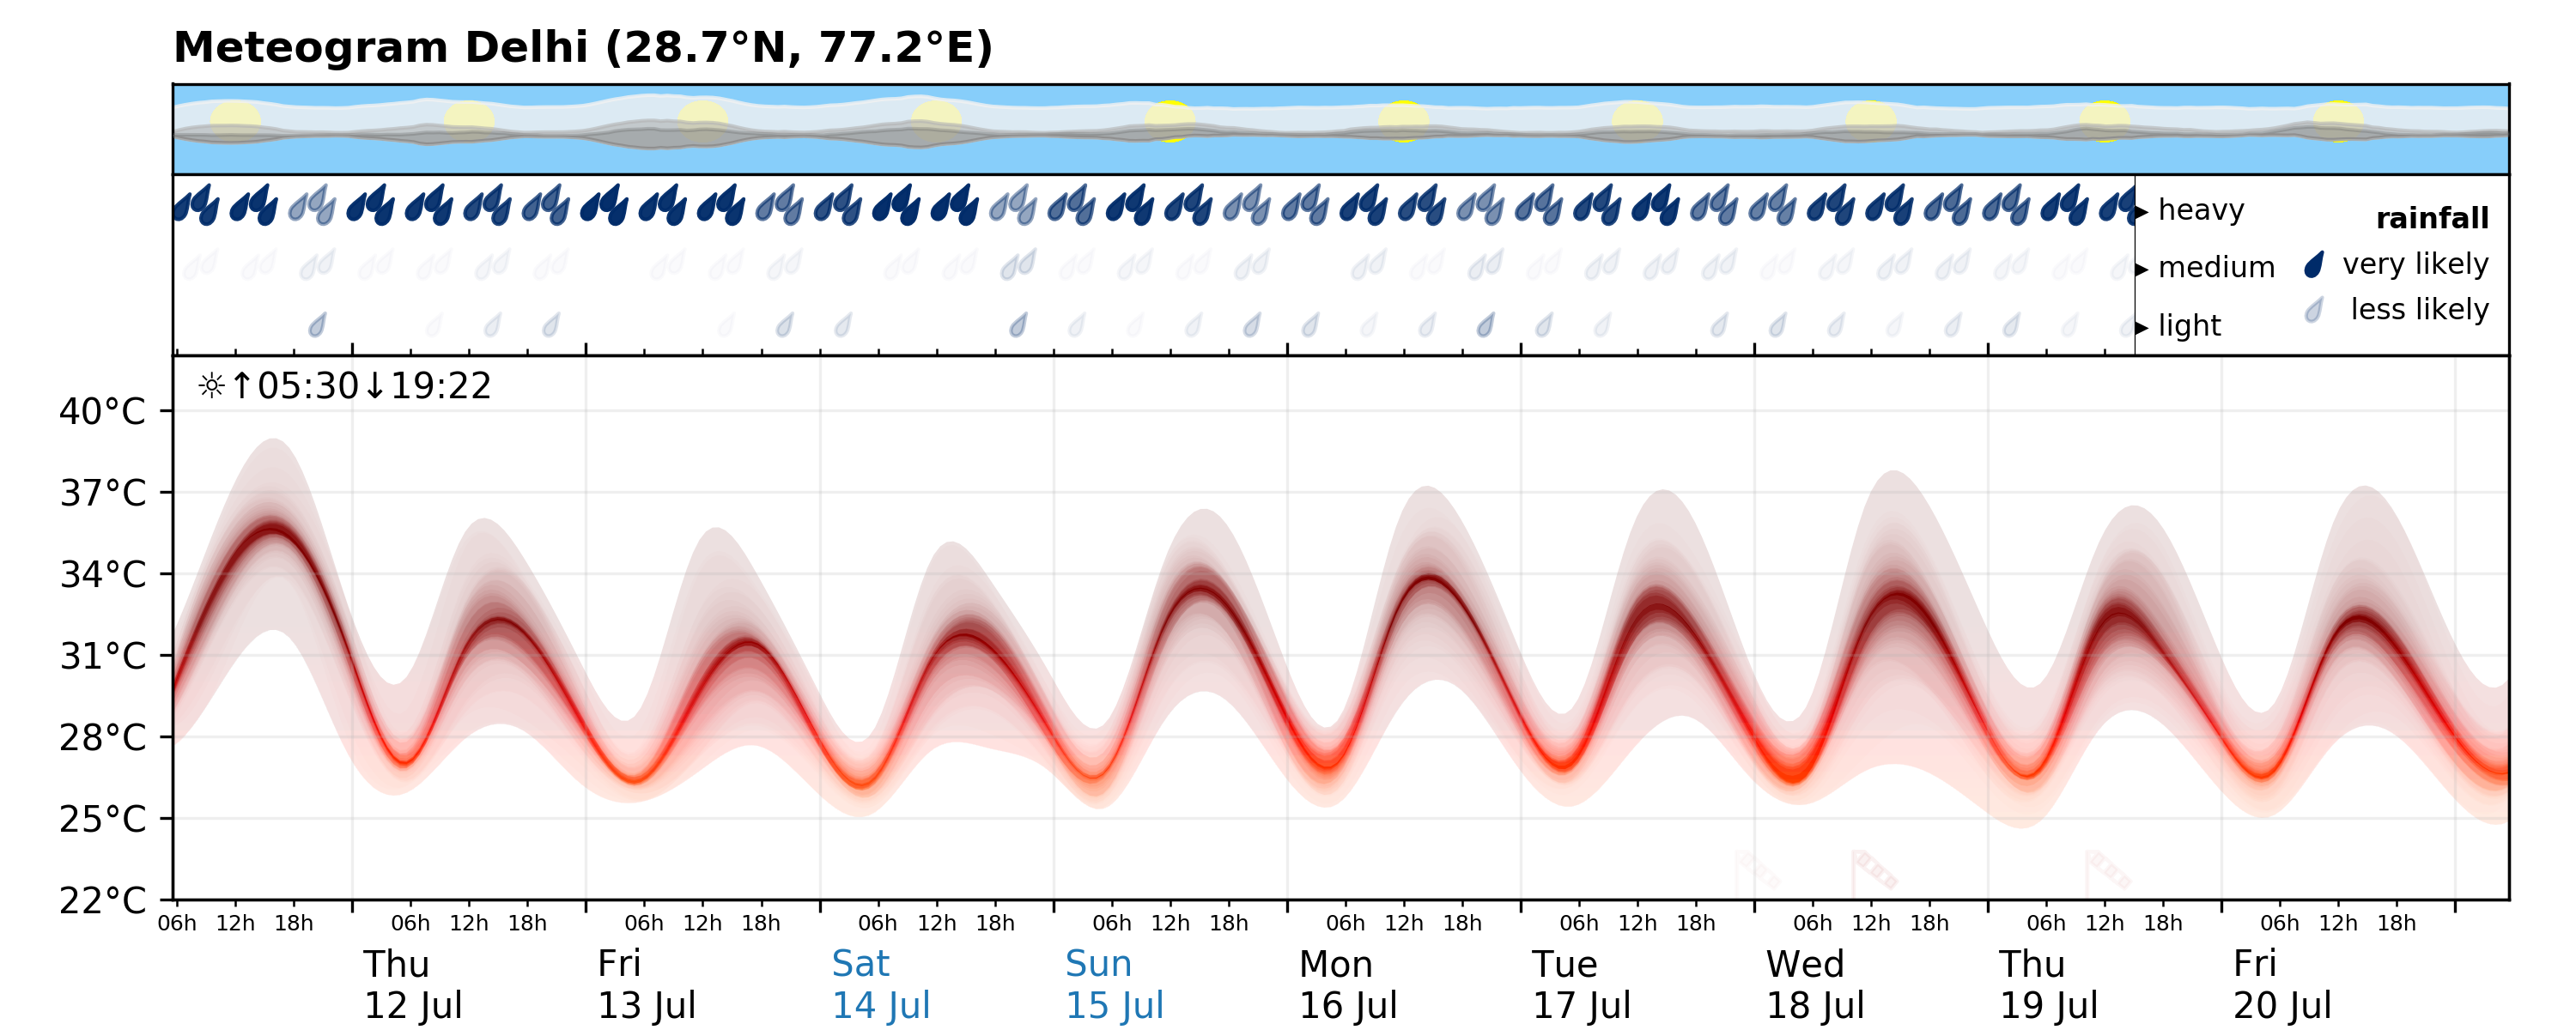 Meteogram Delhi (28.7°N, 77.2°E)
heavy
rainfall
medium
very likely
less likely
light
☼↑05:30↓19:22
40°C
37°C
34°C
31°C
28°C
25°C
22°C
06h 12h 18h 06h 12h 18h 06h 12h 18h 06h 12h 18h 06h 12h 18h 06h 12h 18h 06h 12h 18h 06h 12h 18h 06h 12h 18h 06h 12h 18h
Thu Fri Sat Sun Mon Tue Wed Thu Fri
12 Jul 13 Jul 14 Jul 15 Jul 16 Jul 17 Jul 18 Jul 19 Jul 20 Jul